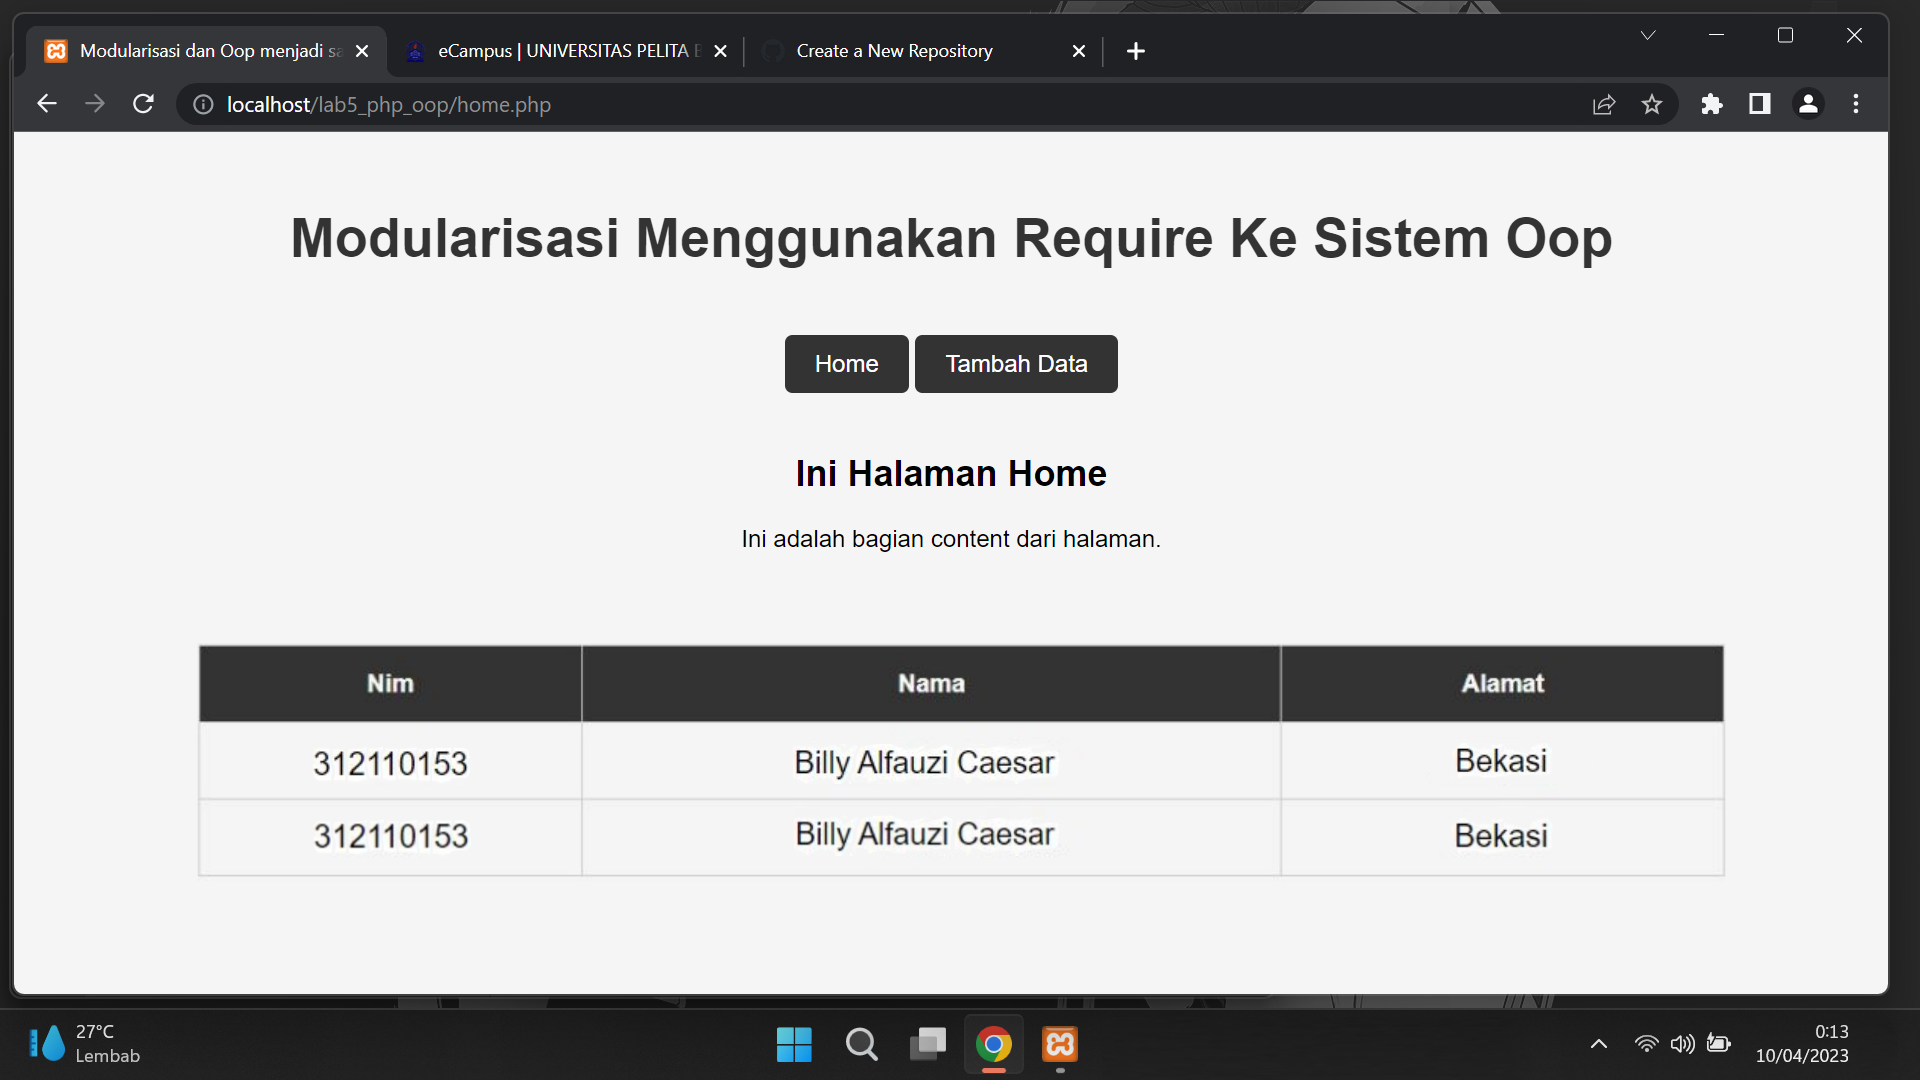 Modularisasi dan Oop menjadi sa
eCampus | UNIVERSITAS PELITA B
Create a New Repository
localhost/lab5_php_oop/home.php
Modularisasi Menggunakan Require Ke Sistem Oop
Home Tambah Data
Ini Halaman Home
Ini adalah bagian content dari halaman.
Nim Nama Alamat
312110153 Billy Alfauzi Caesar Bekasi
312110153 Billy Alfauzi Caesar Bekasi
27°C
Lembab
0:13
10/04/2023